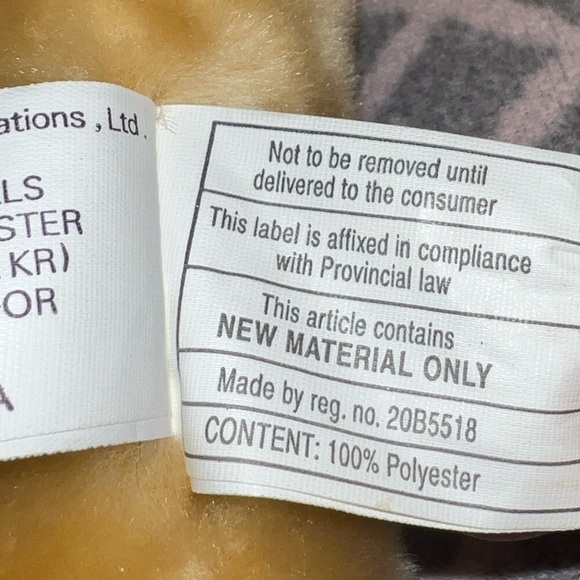 ations , Ltd.
LS
STER
KR)
OR
A
Not to be removed until
delivered to the consumer
This label is affixed in compliance
with Provincial law
This article contains
NEW MATERIAL ONLY
Made by reg. no. 20B5518
CONTENT: 100% Polyester